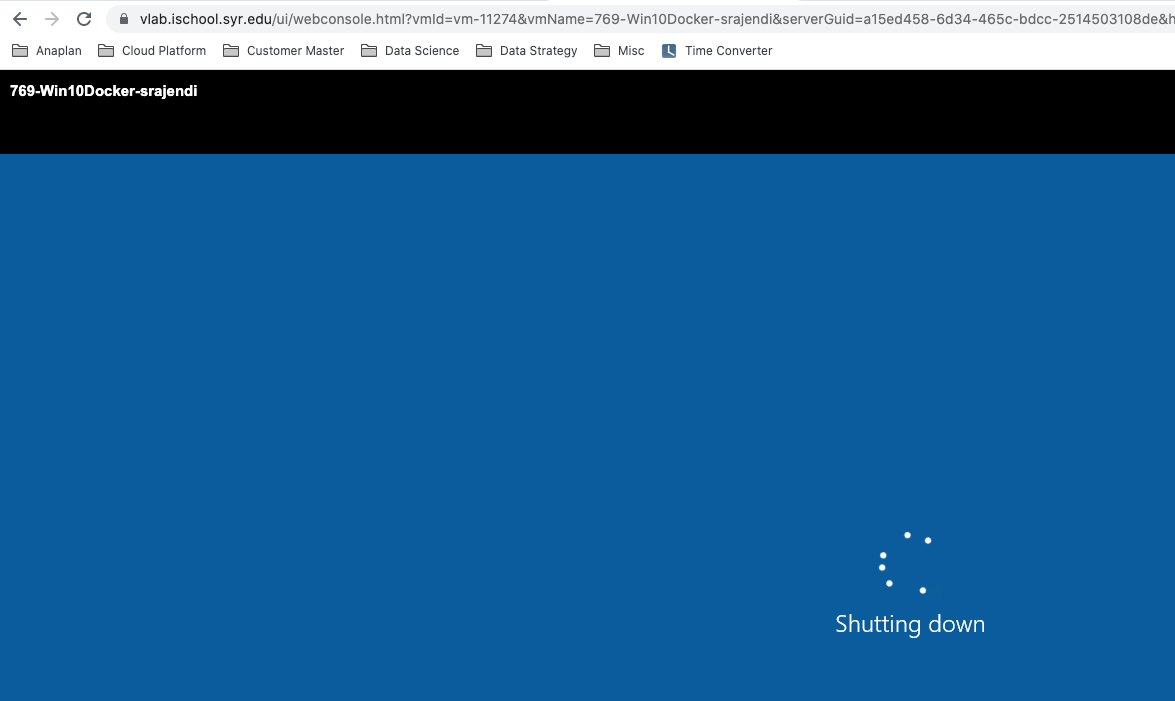 vlab.ischool.syr.edu/ui/webconsole.html?vmId=vm-11274&vmName=769-Win10Docker-srajendi&serverGuid=a15ed458-6d34-465c-bdcc-2514503108de&h
Anaplan Cloud Platform Customer Master Data Science Data Strategy Misc Time Converter
769-Win10Docker-srajendi
Shutting down